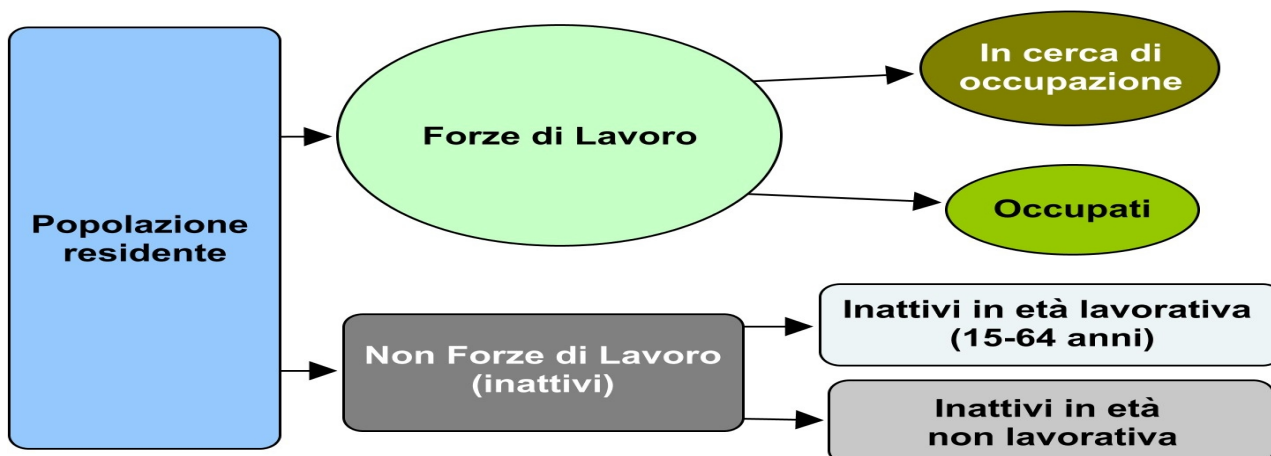 Popolazione
residente
Forze di Lavoro
In cerca di
occupazione
Occupati
Non Forze di Lavoro
(inattivi)
Inattivi in età lavorativa
(15-64 anni)
Inattivi in età
non lavorativa